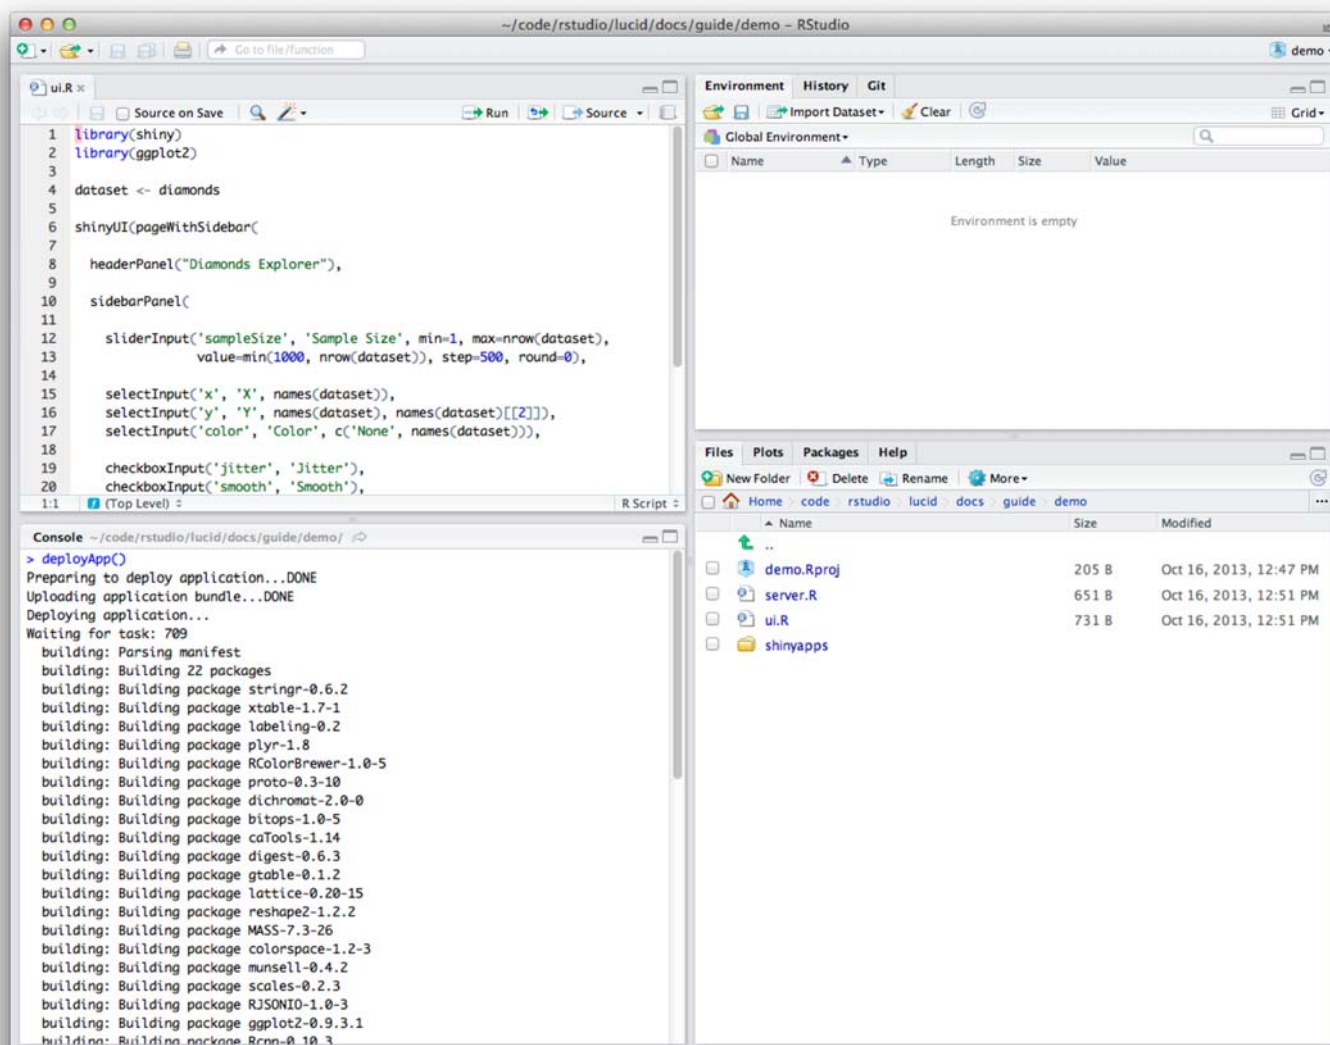 ~/code/rstudio/lucid/docs/guide/demo – RStudio
Go to file/function
demo
ui.R
Source on Save Run Source
1 library(shiny)
2 library(ggplot2)
3
4 dataset <- diamonds
5
6 shinyUI(pageWithSidebar(
7
8 headerPanel("Diamonds Explorer"),
9
10 sidebarPanel(
11
12 sliderInput('sampleSize', 'Sample Size', min=1, max=nrow(dataset),
13 value=min(1000, nrow(dataset)), step=500, round=0),
14
15 selectInput('x', 'X', names(dataset)),
16 selectInput('y', 'Y', names(dataset), names(dataset)[[2]]),
17 selectInput('color', 'Color', c('None', names(dataset))),
18
19 checkboxInput('jitter', 'Jitter'),
20 checkboxInput('smooth', 'Smooth'),
1:1 (Top Level) R Script
Console ~/code/rstudio/lucid/docs/guide/demo/
> deployApp()
Preparing to deploy application...DONE
Uploading application bundle...DONE
Deploying application...
Waiting for task: 709
building: Parsing manifest
building: Building 22 packages
building: Building package stringr-0.6.2
building: Building package xtable-1.7-1
building: Building package labeling-0.2
building: Building package plyr-1.8
building: Building package RColorBrewer-1.0-5
building: Building package proto-0.3-10
building: Building package dichromat-2.0-0
building: Building package bitops-1.0-5
building: Building package caTools-1.14
building: Building package digest-0.6.3
building: Building package gtable-0.1.2
building: Building package lattice-0.20-15
building: Building package reshape2-1.2.2
building: Building package MASS-7.3-26
building: Building package colorspace-1.2-3
building: Building package munsell-0.4.2
building: Building package scales-0.2.3
building: Building package RJSONIO-1.0-3
building: Building package ggplot2-0.9.3.1
building: Building package Rcpp-0.10.3
Environment History Git
Import Dataset Clear Grid
Global Environment
Name Type Length Size Value
Environment is empty
Files Plots Packages Help
New Folder Delete Rename More
Home code rstudio lucid docs guide demo ...
Name Size Modified
..
demo.Rproj 205 B Oct 16, 2013, 12:47 PM
server.R 651 B Oct 16, 2013, 12:51 PM
ui.R 731 B Oct 16, 2013, 12:51 PM
shinyapps